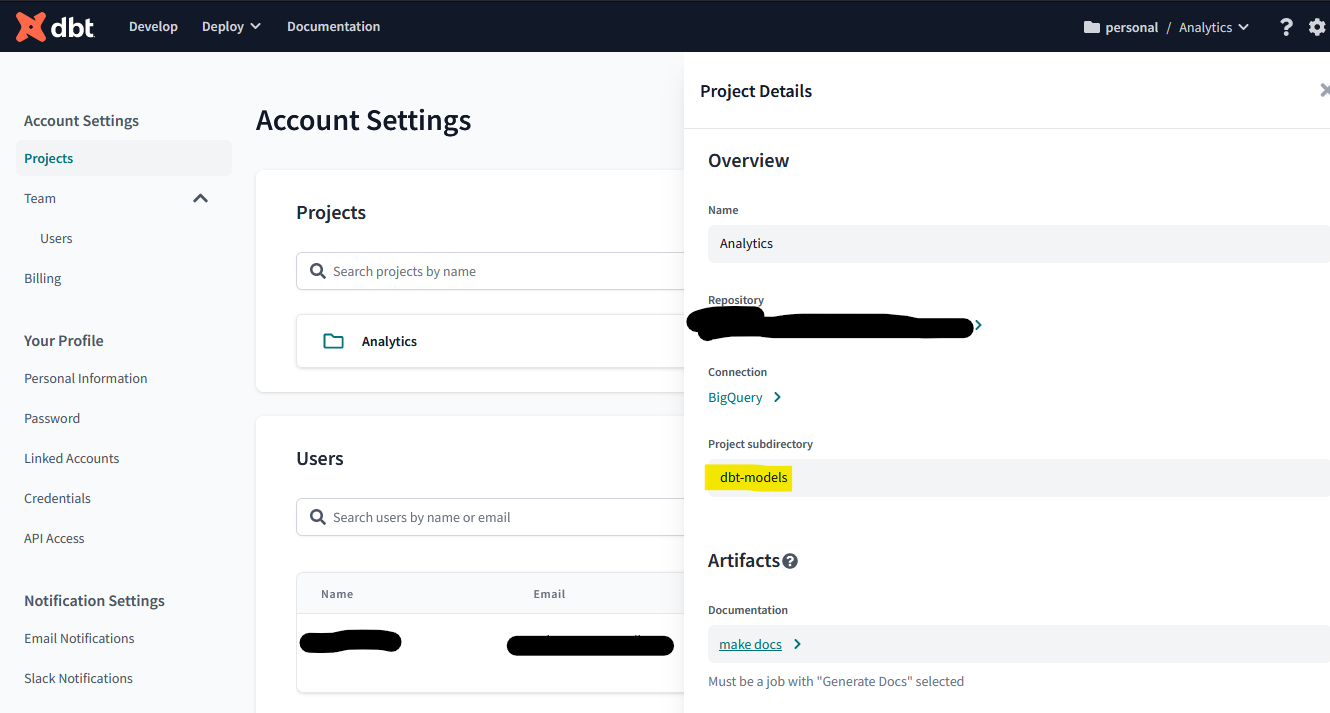 dbt Develop Deploy Documentation personal / Analytics ?
Account Settings
Projects
Team
Users
Billing
Your Profile
Personal Information
Password
Linked Accounts
Credentials
API Access
Notification Settings
Email Notifications
Slack Notifications
Account Settings
Projects
Search projects by name
Analytics
Users
Search users by name or email
Name Email
Project Details
Overview
Name
Analytics
Repository
Connection
BigQuery
Project subdirectory
dbt-models
Artifacts ?
Documentation
make docs
Must be a job with "Generate Docs" selected